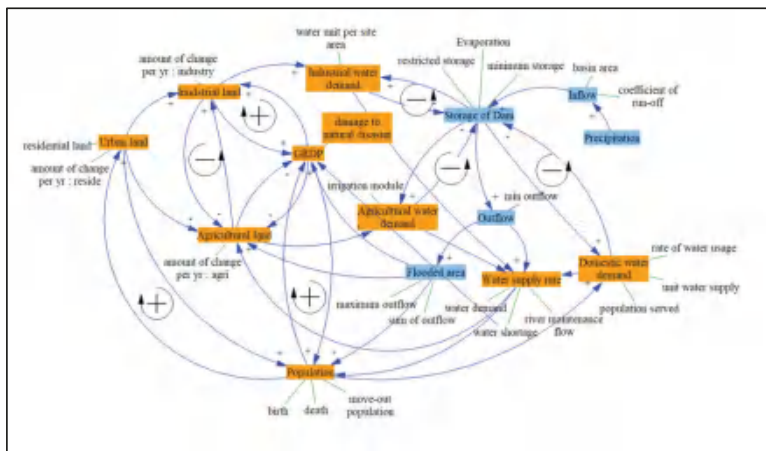 water unit per site
area
Evaporation
amount of change
per yr : industry
restricted storage
minimum storage
basin area
Industrial water
demand
Industrial land
Inflow
coefficient of
run-off
Storage of Dam
damage to
natural disaster
Precipitation
residential land
Urban land
GRDP
amount of change
per yr : reside
irrigation module
min outflow
Agricultural water
demand
Outflow
Agricultural land
rate of water usage
amount of change
per yr : agri
Flooded area
Water supply rate
Domestic water
demand
unit water supply
maximum outflow
sum of outflow
water demand
water shortage
river maintenance
flow
population served
Population
birth
death
move-out
population